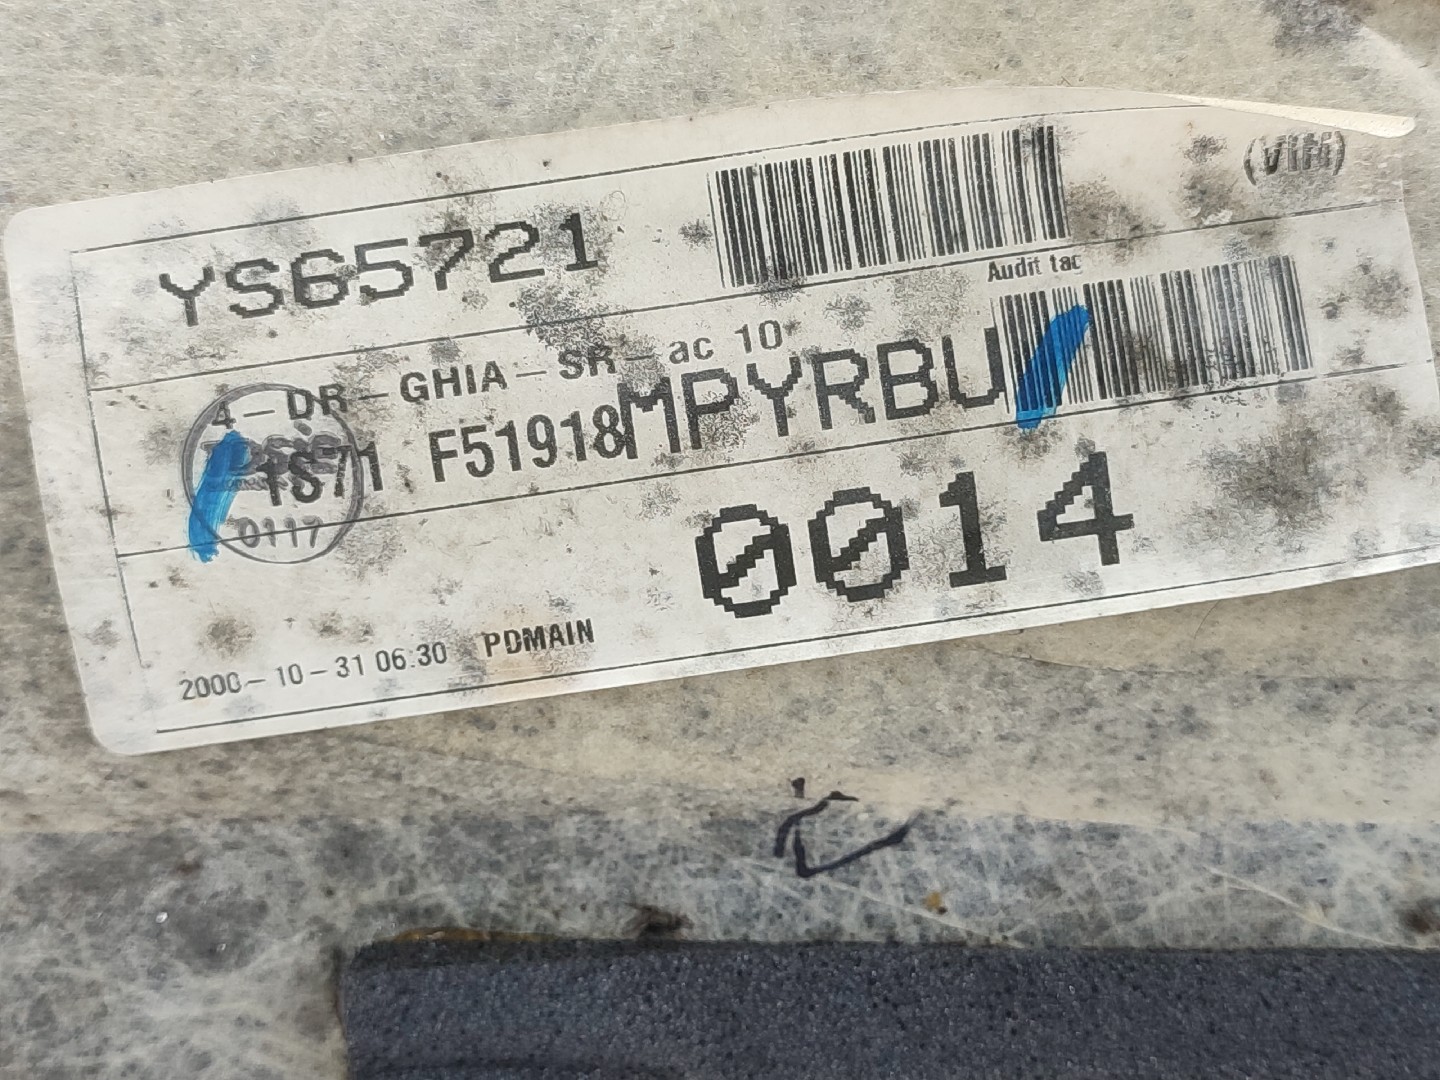 (VIN)
YS65721
Audit tac
4-DR-GHIA-SR-ac 10
1S71 F51918MPYRBU
0117
0014
2000-10-31 06:30 PDMAIN